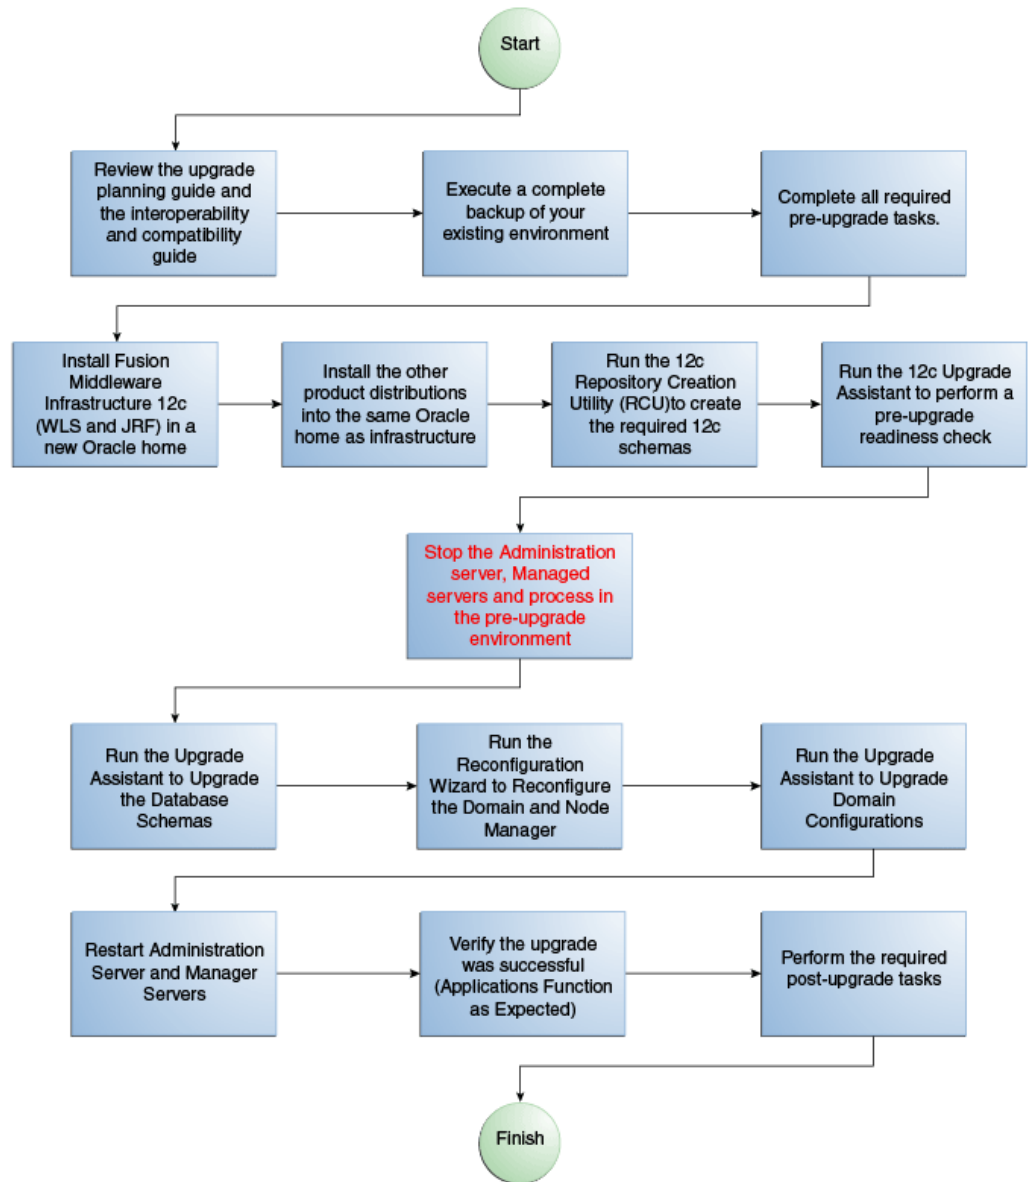 Start
Review the upgrade
planning guide and
the interoperability
and compatibility
guide
Execute a complete
backup of your
existing environment
Complete all required
pre-upgrade tasks.
Install Fusion
Middleware
Infrastructure 12c
(WLS and JRF) in a
new Oracle home
Install the other
product distributions
into the same Oracle
home as infrastructure
Run the 12c
Repository Creation
Utility (RCU)to create
the required 12c
schemas
Run the 12c Upgrade
Assistant to perform a
pre-upgrade
readiness check
Stop the Administration
server, Managed
servers and process in
the pre-upgrade
environment
Run the Upgrade
Assistant to Upgrade
the Database
Schemas
Run the
Reconfiguration
Wizard to Reconfigure
the Domain and Node
Manager
Run the Upgrade
Assistant to Upgrade
Domain
Configurations
Restart Administration
Server and Manager
Servers
Verify the upgrade
was successful
(Applications Function
as Expected)
Perform the required
post-upgrade tasks
Finish